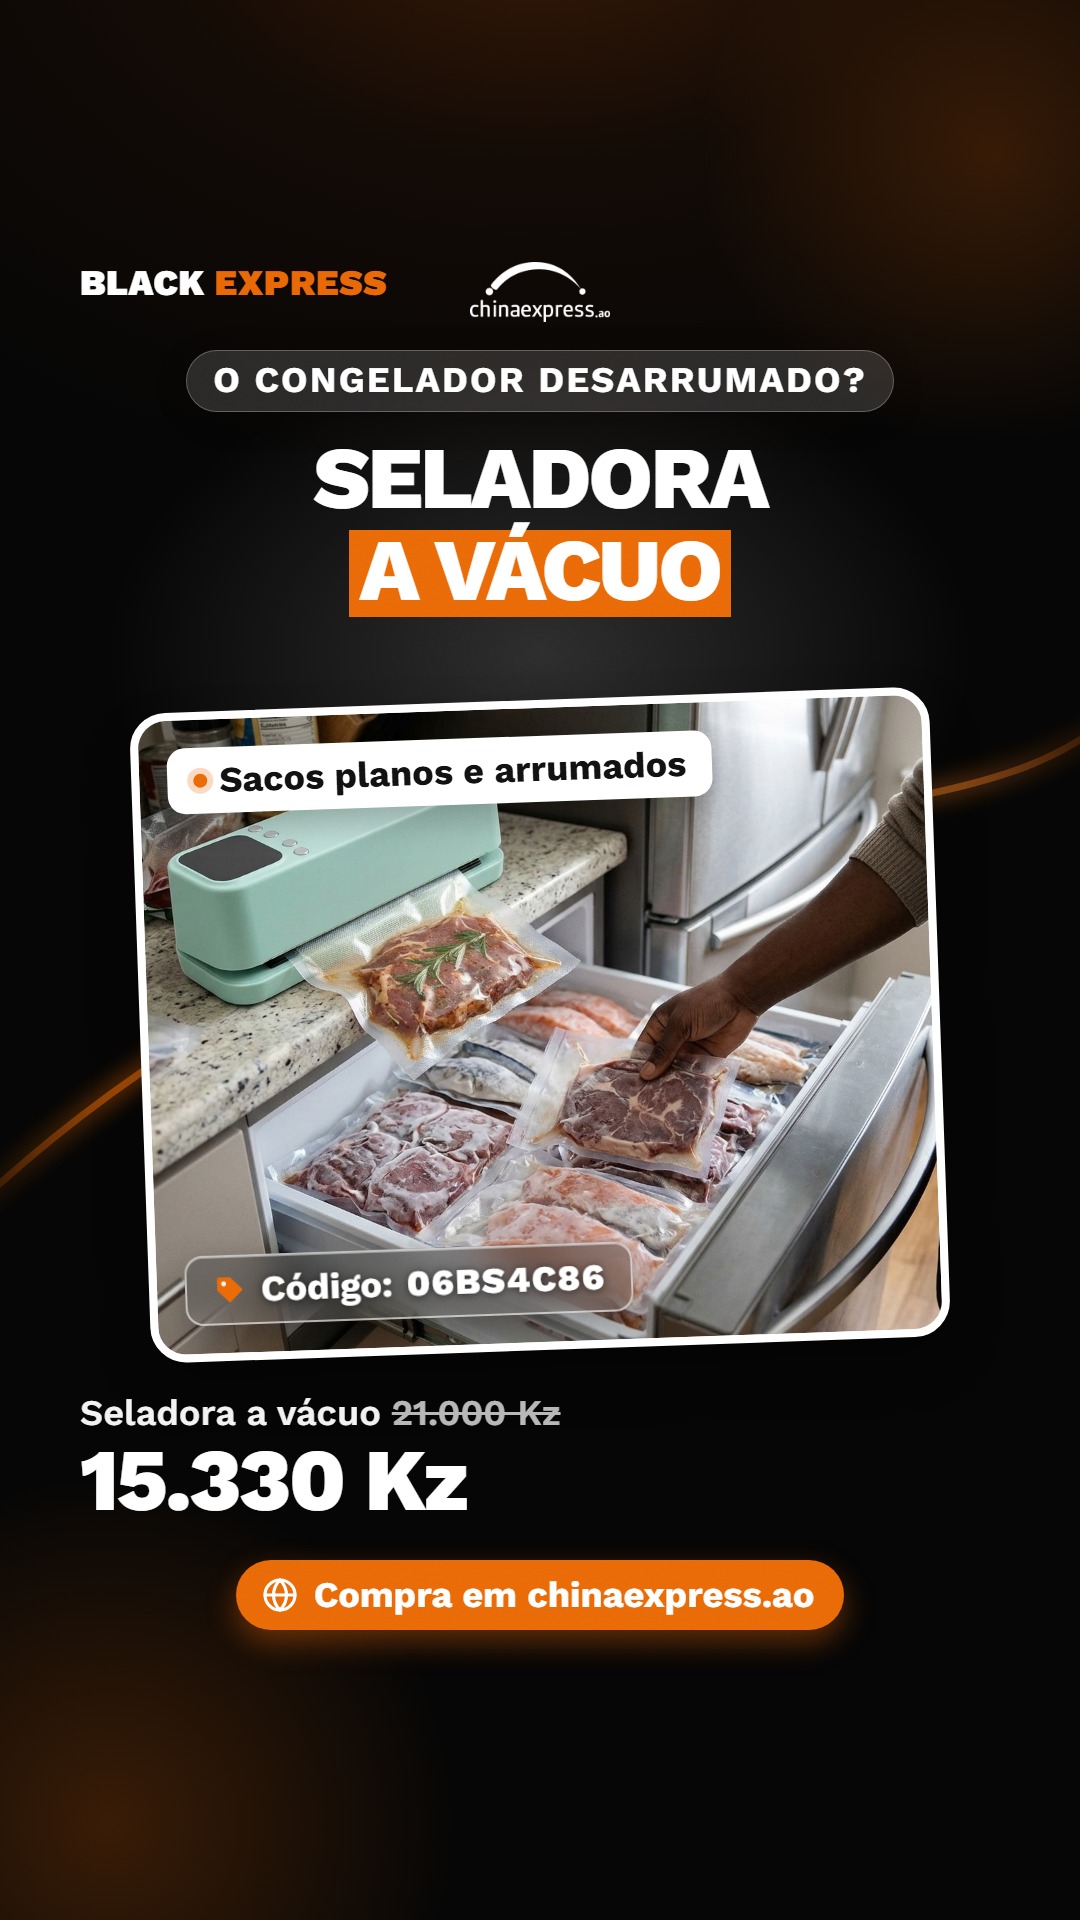 BLACK EXPRESS
chinaexpress.ao
O CONGELADOR DESARRUMADO?
SELADORA
A VÁCUO
Sacos planos e arrumados
Código: 06BS4C86
Seladora a vácuo 21.000 Kz
15.330 Kz
Compra em chinaexpress.ao